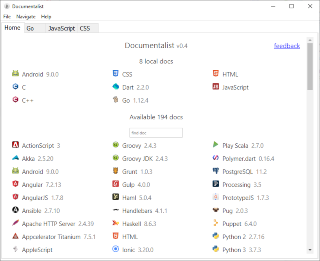 Documentalist
File Navigate Help
Home Go JavaScript CSS
Documentalist v0.4 feedback
8 local docs
Android 9.0.0 CSS HTML
C Dart 2.2.0 JavaScript
C++ Go 1.12.4
Available 194 docs
find doc
ActionScript 3 Groovy 2.4.3 Play Scala 2.7.0
Akka 2.5.20 Groovy JDK 2.4.3 Polymer.dart 0.16.4
Android 9.0.0 Grunt 1.0.3 PostgreSQL 11.2
Angular 7.2.13 Gulp 4.0.0 Processing 3.5
AngularJS 1.7.8 Haml 5.0.4 PrototypeJS 1.7.3
Ansible 2.7.10 Handlebars 4.1.1 Pug 2.0.3
Apache HTTP Server 2.4.39 Haskell 8.6.3 Puppet 6.4.0
Appcelerator Titanium 7.5.1 HTML Python 2 2.7.16
AppleScript Ionic 3.20.0 Python 3 3.7.3